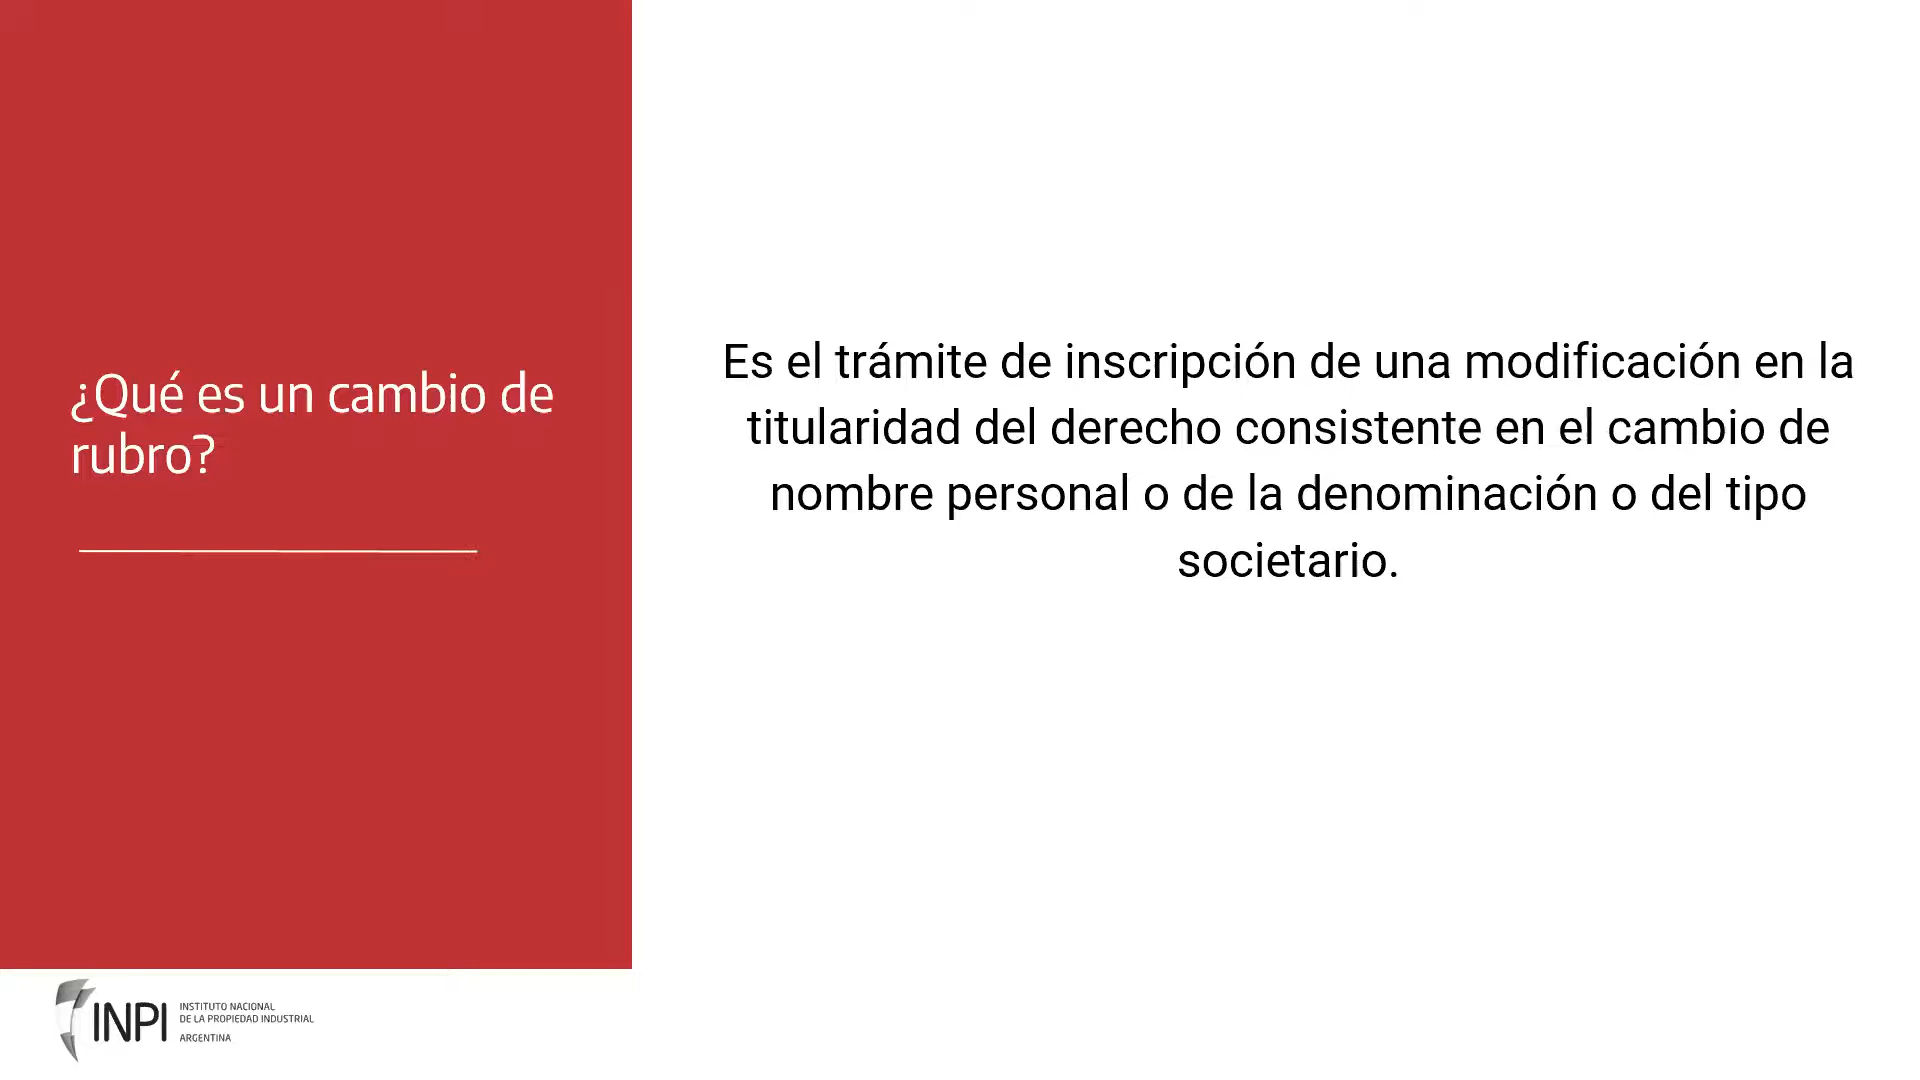 ¿Qué es un cambio de
rubro?
Es el trámite de inscripción de una modificación en la
titularidad del derecho consistente en el cambio de
nombre personal o de la denominación o del tipo
societario.
INPI
INSTITUTO NACIONAL
DE LA PROPIEDAD INDUSTRIAL
ARGENTINA